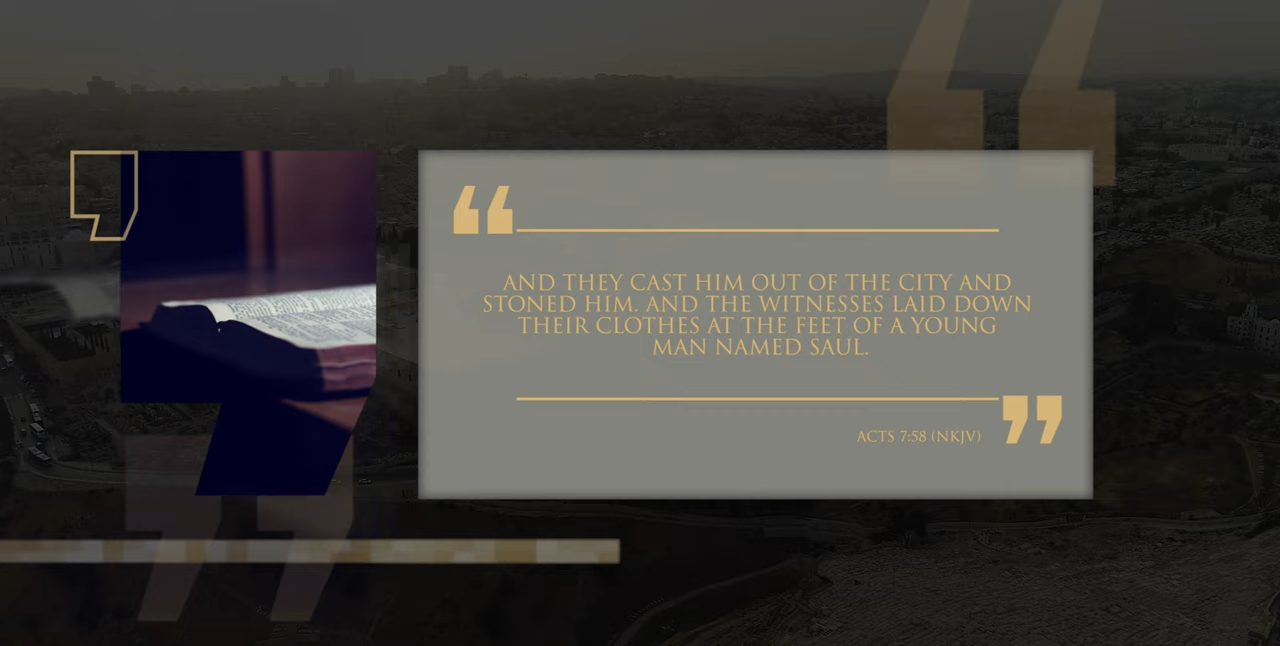 AND THEY CAST HIM OUT OF THE CITY AND
STONED HIM. AND THE WITNESSES LAID DOWN
THEIR CLOTHES AT THE FEET OF A YOUNG
MAN NAMED SAUL.
ACTS 7:58 (NKJV)